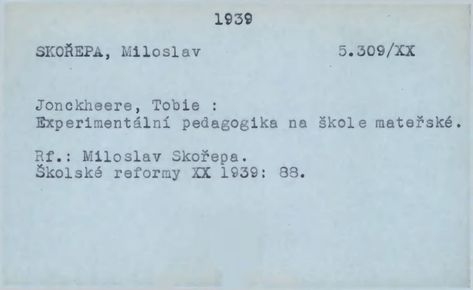 1939
SKOŘEPA, Miloslav 5.309/XX
Jonckheere, Tobie :
Experimentální pedagogika na škole mateřské.
Rf.: Miloslav Skořepa.
Školské reformy XX 1939: 88.